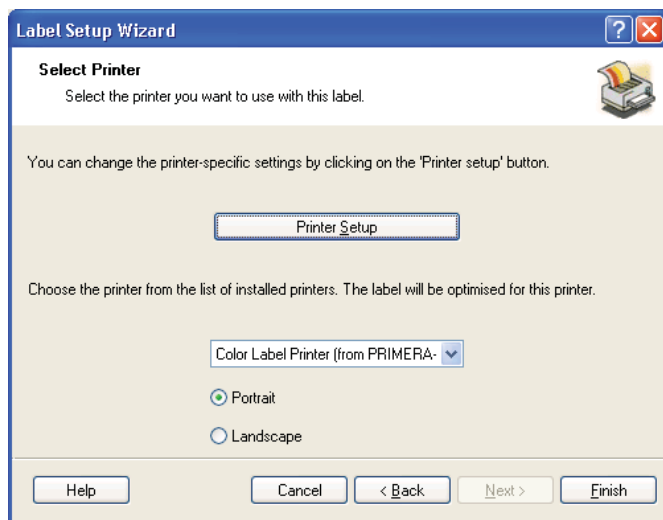 Label Setup Wizard
Select Printer
Select the printer you want to use with this label.
You can change the printer-specific settings by clicking on the 'Printer setup' button.
Printer Setup
Choose the printer from the list of installed printers. The label will be optimised for this printer.
Color Label Printer (from PRIMERA-
Portrait
Landscape
Help Cancel < Back Next > Finish